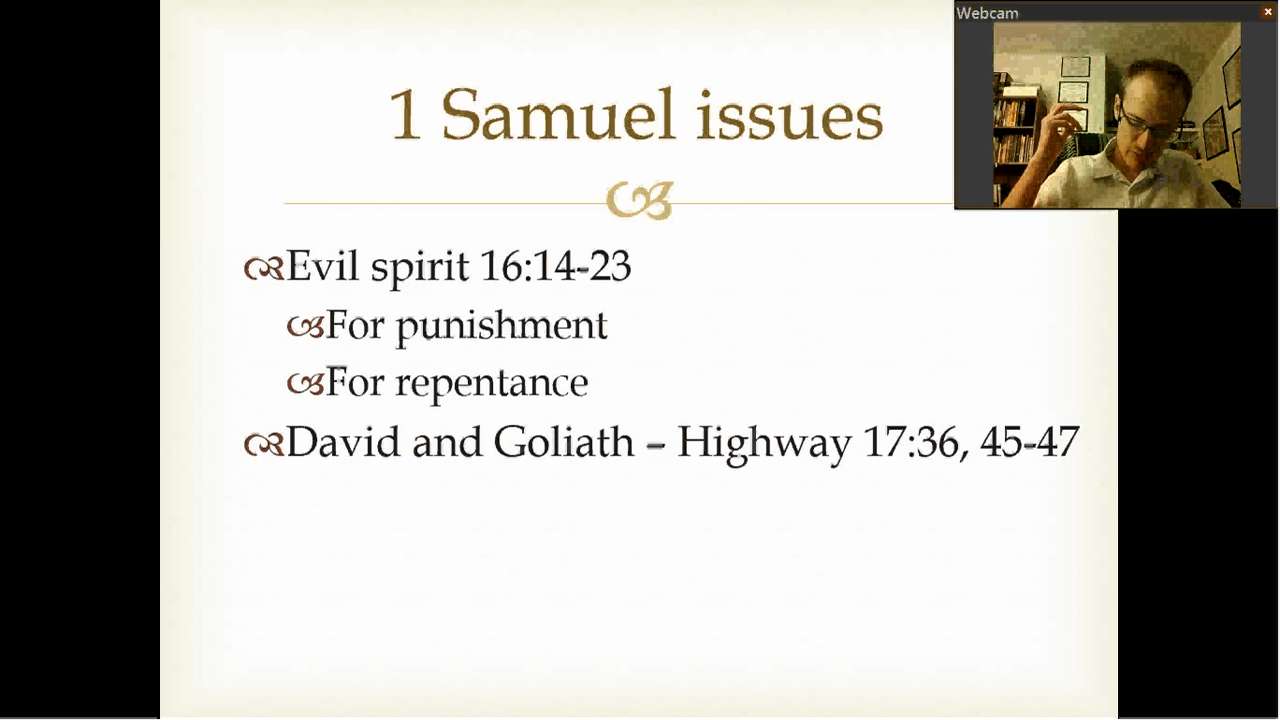 Webcam
1 Samuel issues
Evil spirit 16:14-23
For punishment
For repentance
David and Goliath – Highway 17:36, 45-47